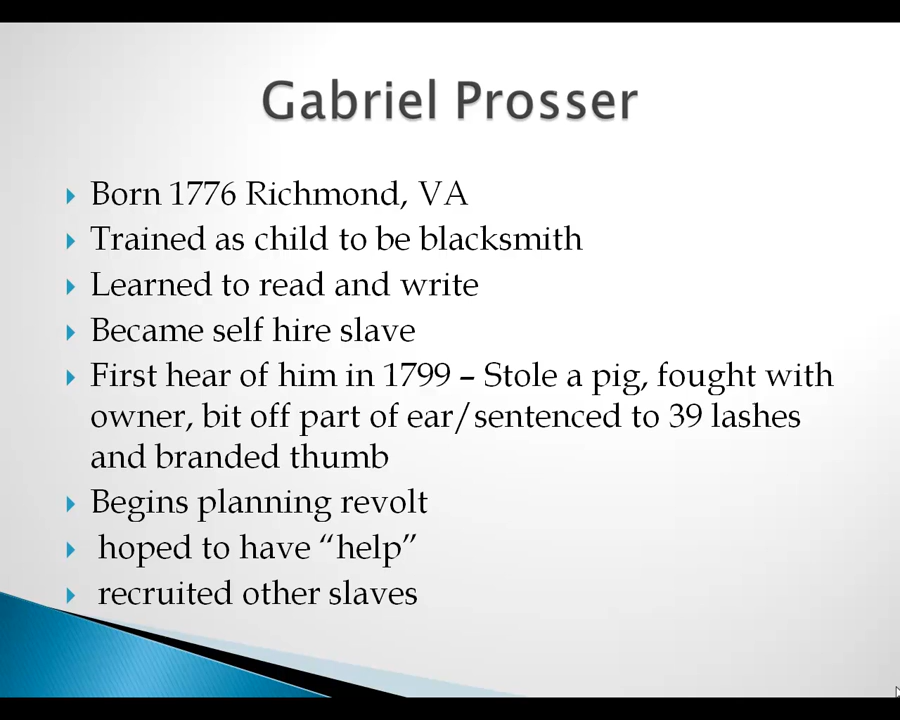 Gabriel Prosser
Born 1776 Richmond, VA
Trained as child to be blacksmith
Learned to read and write
Became self hire slave
First hear of him in 1799 – Stole a pig, fought with
owner, bit off part of ear/sentenced to 39 lashes
and branded thumb
Begins planning revolt
hoped to have “help”
recruited other slaves